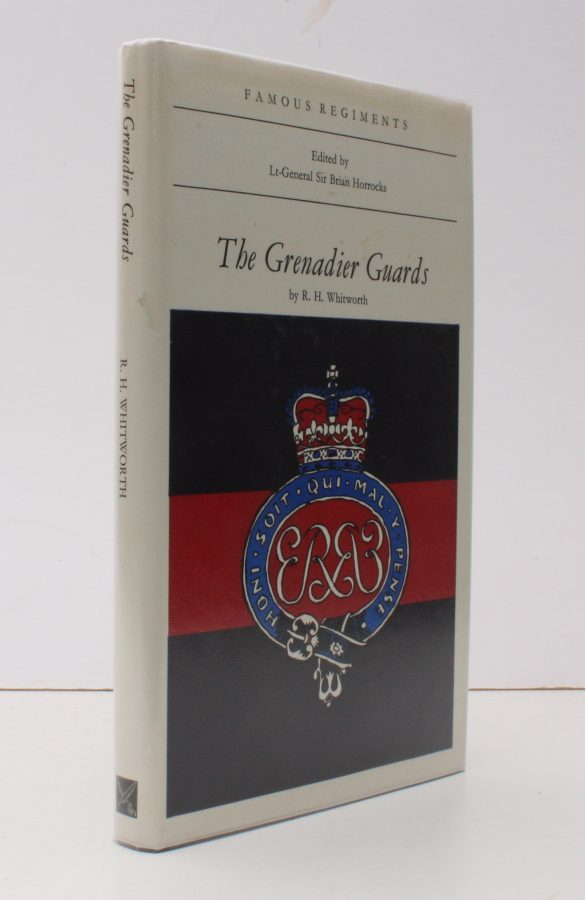 The Grenadier Guards
R. H. WHITWORTH
FAMOUS REGIMENTS
Edited by
Lt-General Sir Brian Horrocks
The Grenadier Guards
by R. H. Whitworth
HONI · SOIT · QUI · MAL · Y · PENSE ·